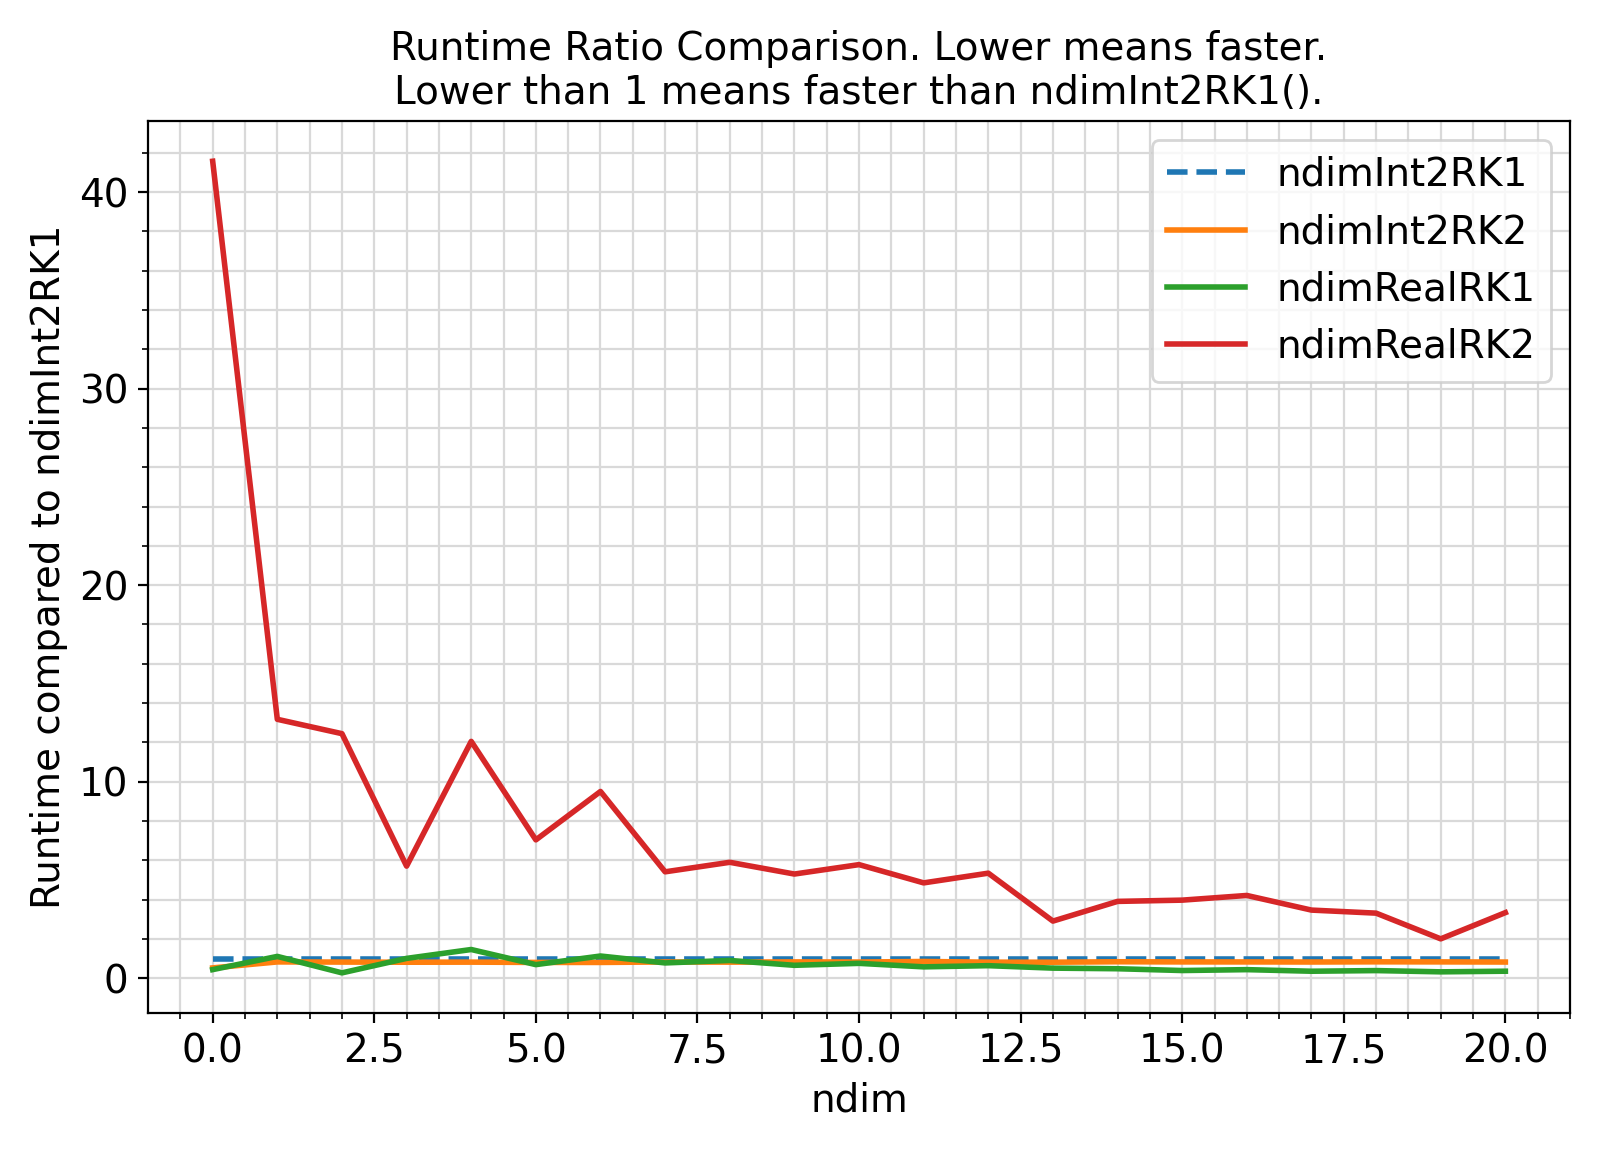 Runtime Ratio Comparison. Lower means faster.
Lower than 1 means faster than ndimInt2RK1().
Runtime compared to ndimInt2RK1
40
30
20
10
0
ndimInt2RK1
ndimInt2RK2
ndimRealRK1
ndimRealRK2
0.0 2.5 5.0 7.5 10.0 12.5 15.0 17.5 20.0
ndim